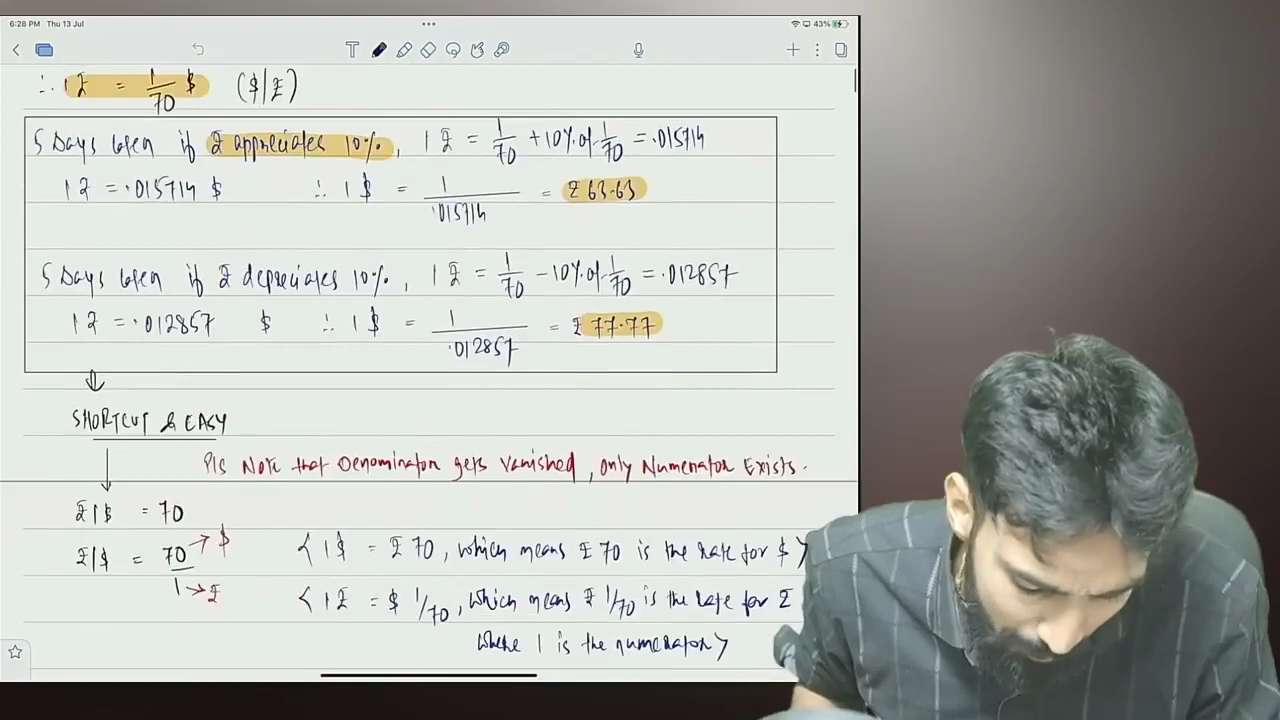 6:28 PM Thu 13 Jul
43%
∴ 1 ₹ = 1/70 $ ($|₹)
5 Days later if ₹ appreciates 10%, 1 ₹ = 1/70 + 10% of 1/70 = .015714
1 ₹ = .015714 $ ∴ 1 $ = 1/.015714 = ₹ 63.63
5 Days later if ₹ depreciates 10%, 1 ₹ = 1/70 - 10% of 1/70 = .012857
1 ₹ = .012857 $ ∴ 1 $ = 1/.012857 = ₹ 77.77
SHORTCUT & EASY
Pls Note that Denominator gets Vanished, only Numerator Exists.
₹|$ = 70
₹|$ = 70/1 → $ < 1 $ = ₹ 70, which means ₹ 70 is the rate for $ >
→ ₹ < 1 ₹ = $ 1/70, which means ₹ 1/70 is the rate for ₹
where 1 is the numerator >